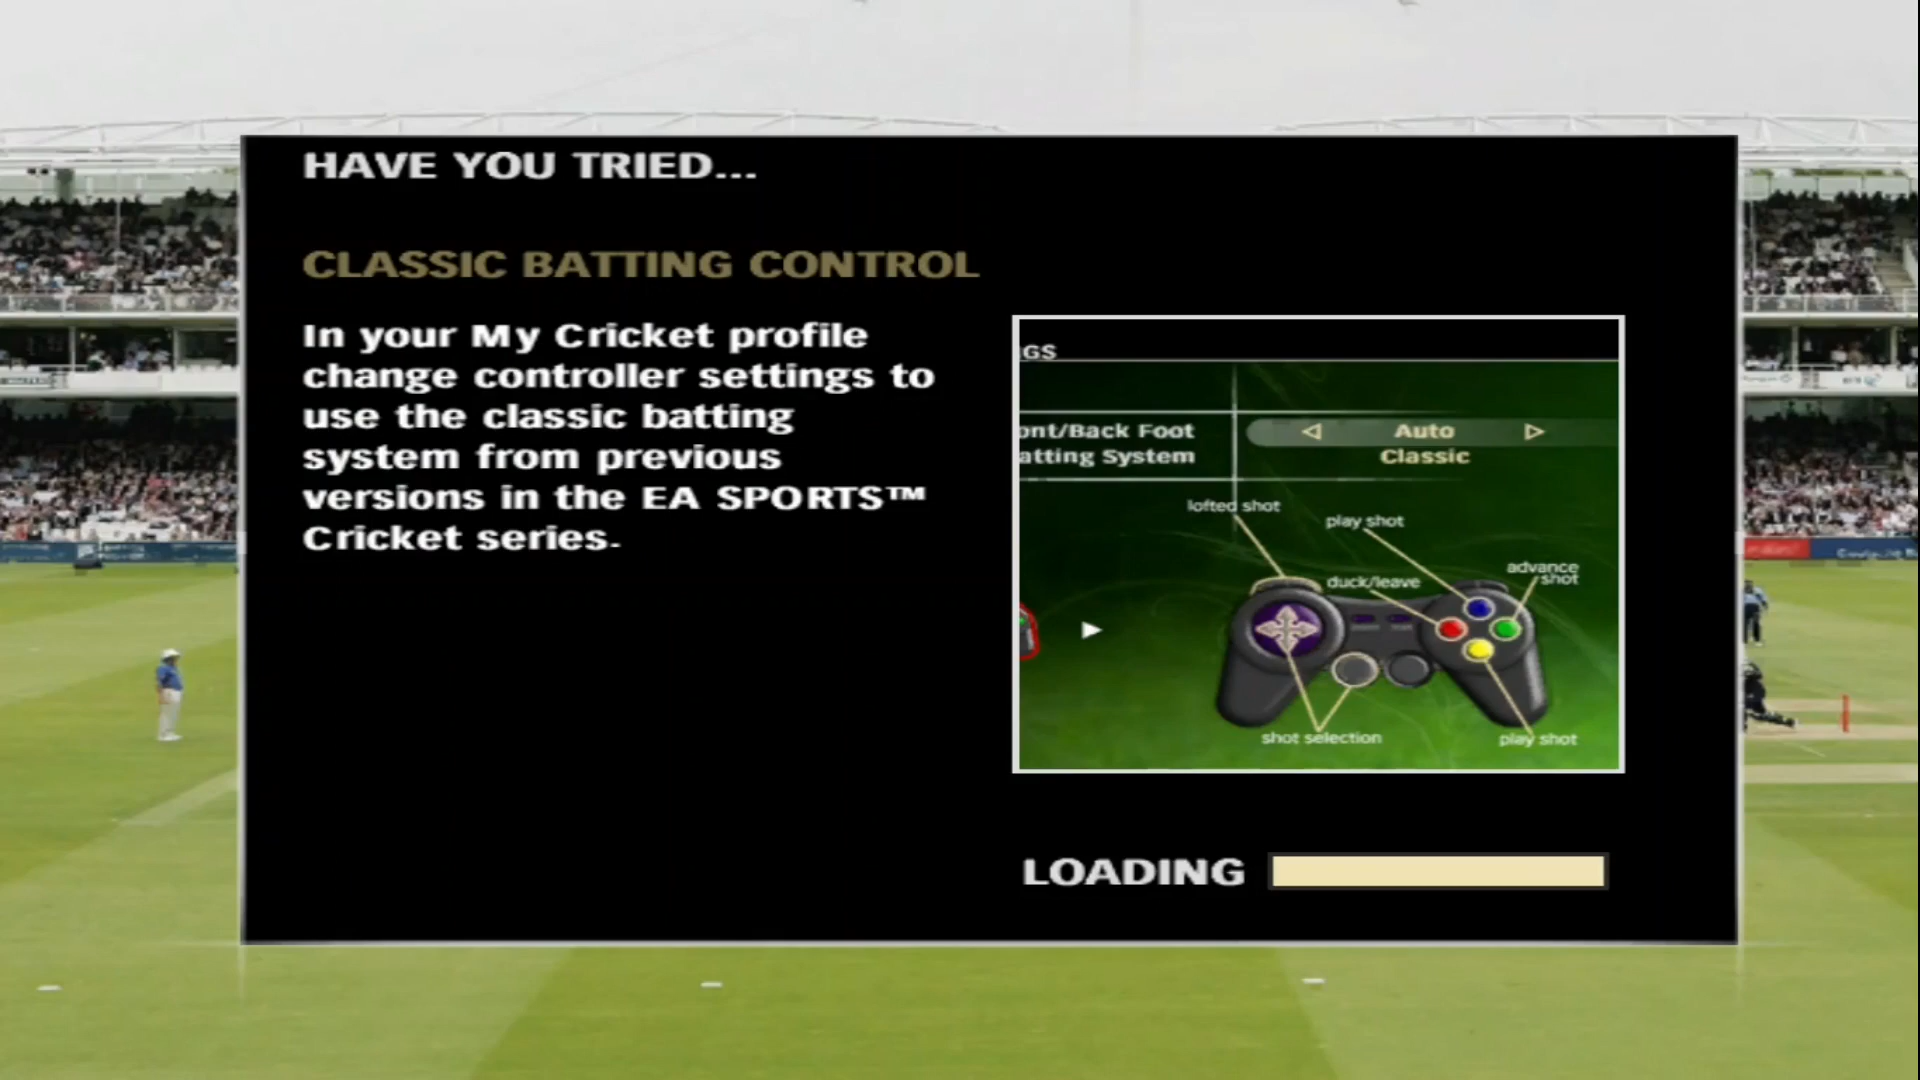 HAVE YOU TRIED...
CLASSIC BATTING CONTROL
In your My Cricket profile
change controller settings to
use the classic batting
system from previous
versions in the EA SPORTS™
Cricket series.
GS
ont/Back Foot
Auto
atting System
Classic
lofted shot
play shot
duck/leave
advance
shot
shot selection
play shot
LOADING